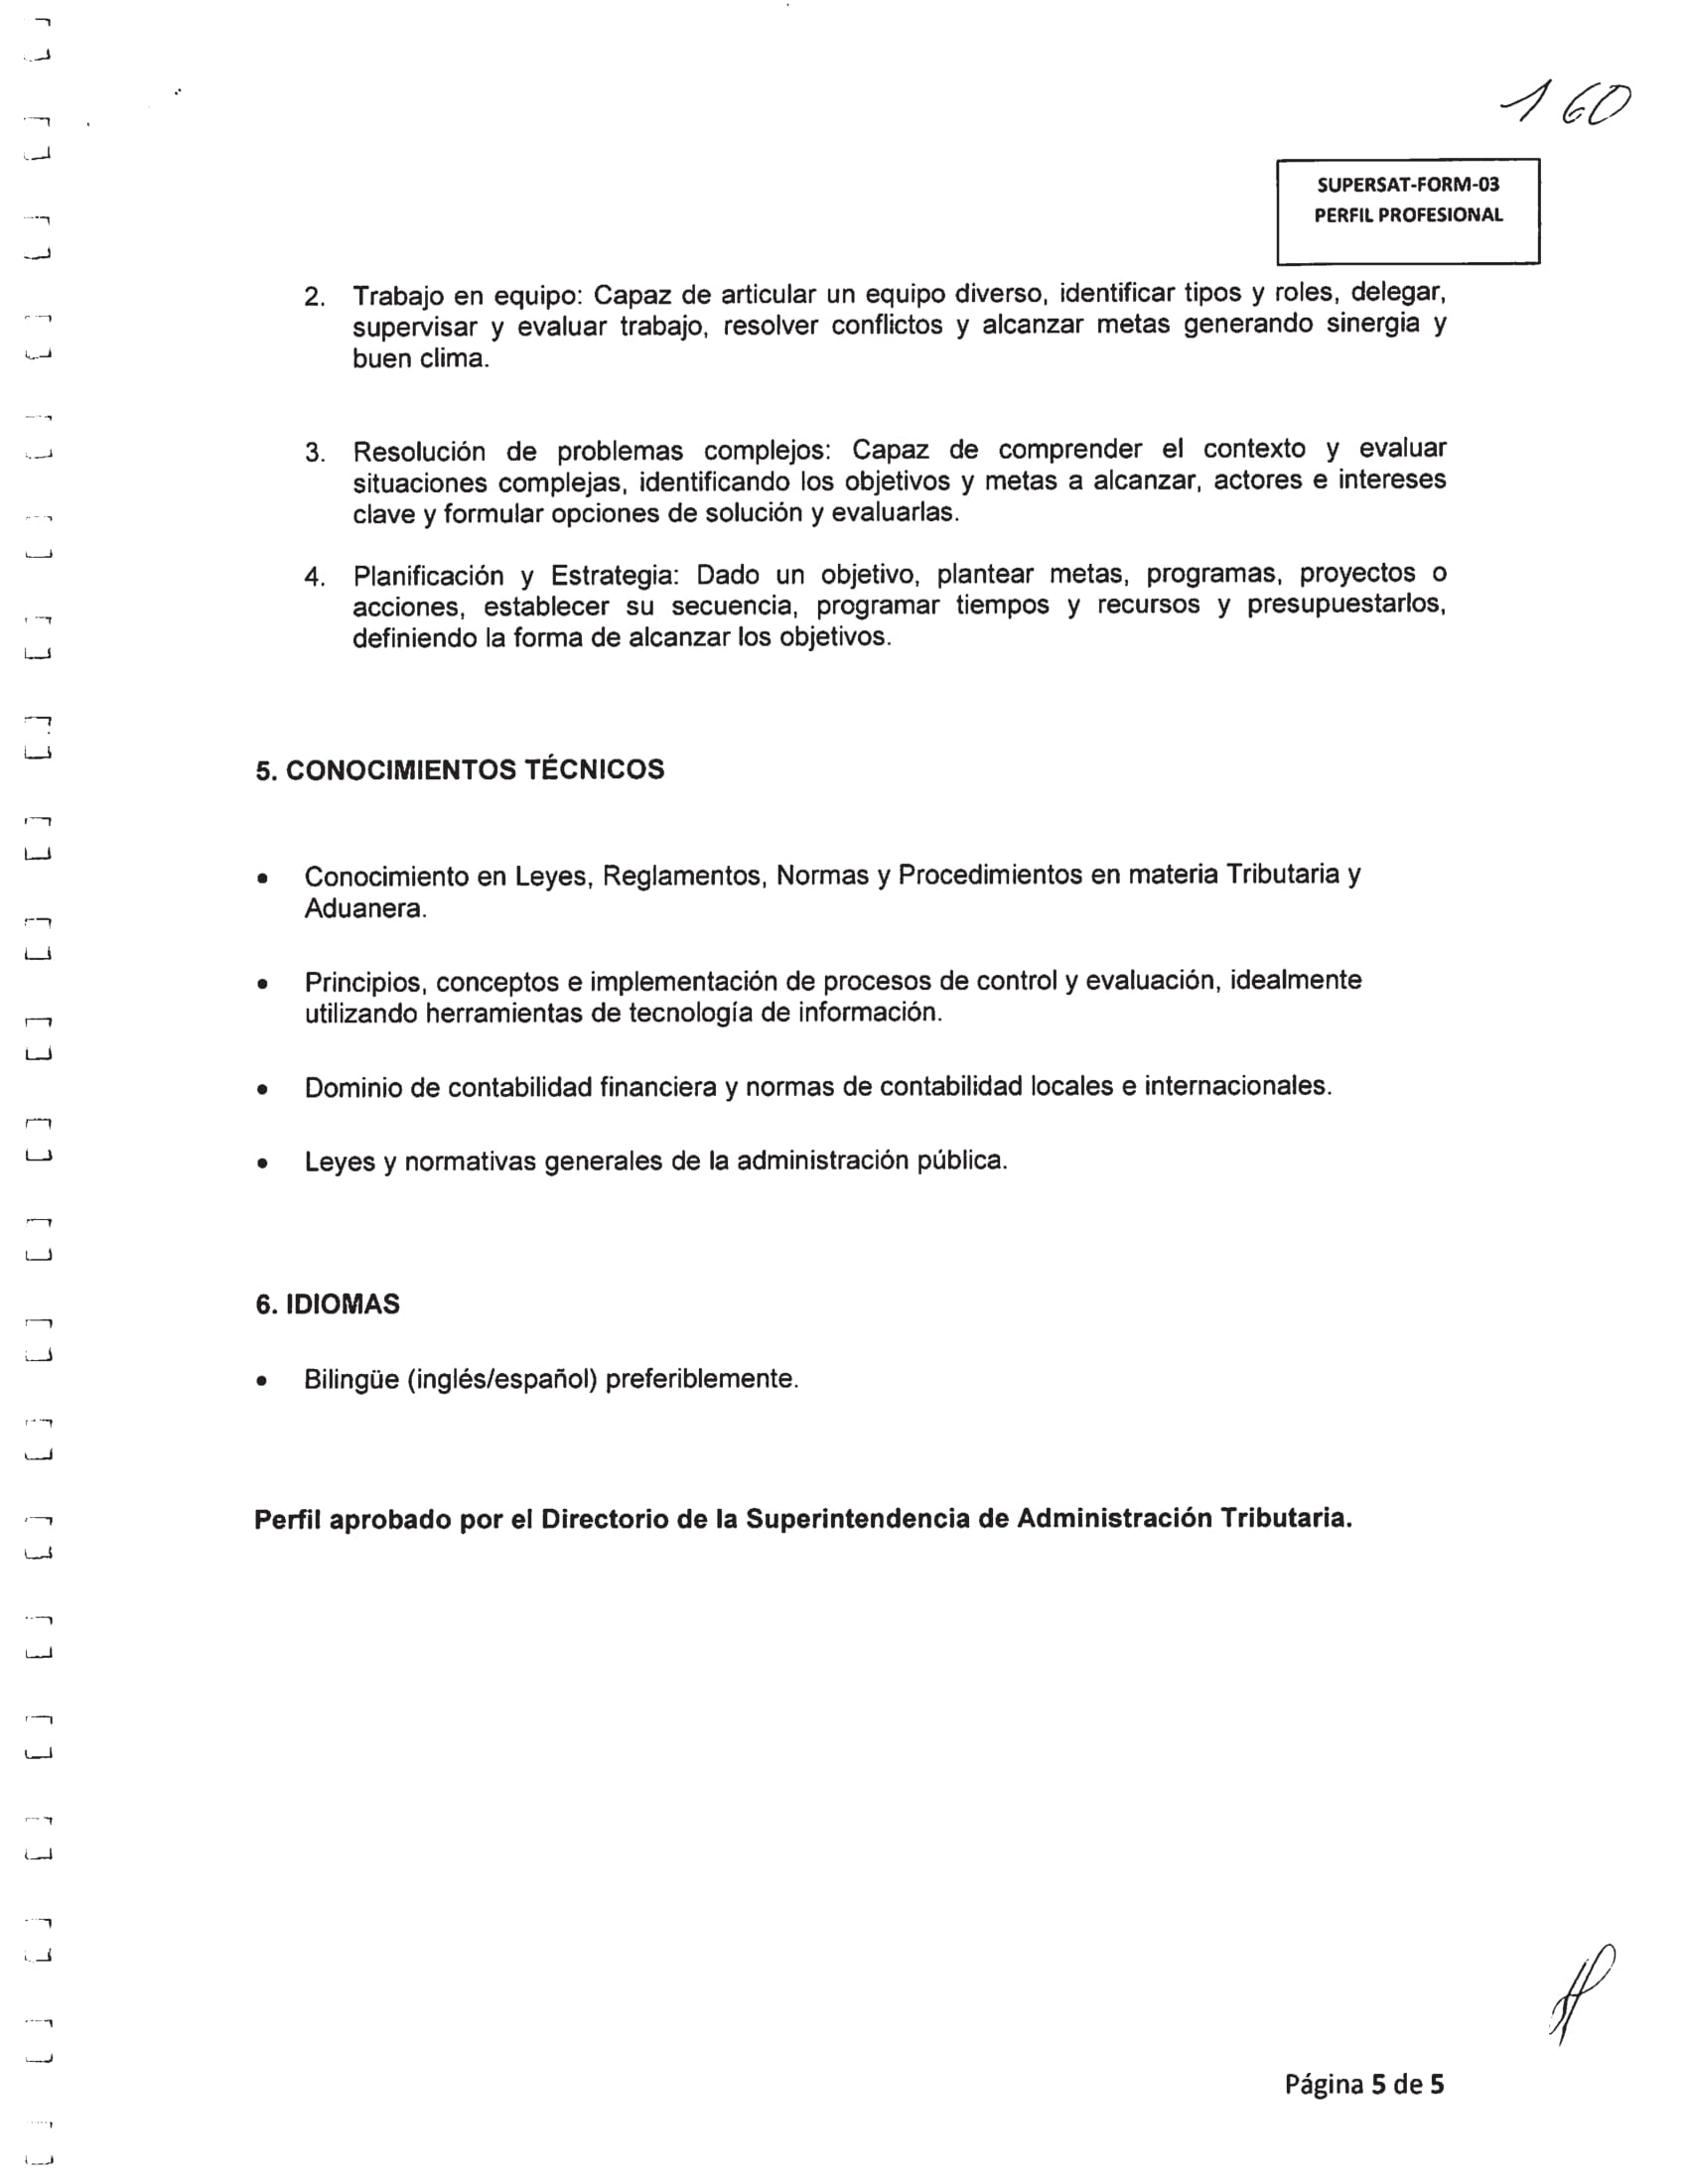 160
SUPERSAT-FORM-03
PERFIL PROFESIONAL
2. Trabajo en equipo: Capaz de articular un equipo diverso, identificar tipos y roles, delegar,
supervisar y evaluar trabajo, resolver conflictos y alcanzar metas generando sinergia y
buen clima.
3. Resolución de problemas complejos: Capaz de comprender el contexto y evaluar
situaciones complejas, identificando los objetivos y metas a alcanzar, actores e intereses
clave y formular opciones de solución y evaluarlas.
4. Planificación y Estrategia: Dado un objetivo, plantear metas, programas, proyectos o
acciones, establecer su secuencia, programar tiempos y recursos y presupuestarlos,
definiendo la forma de alcanzar los objetivos.
5. CONOCIMIENTOS TÉCNICOS
• Conocimiento en Leyes, Reglamentos, Normas y Procedimientos en materia Tributaria y
Aduanera.
• Principios, conceptos e implementación de procesos de control y evaluación, idealmente
utilizando herramientas de tecnología de información.
• Dominio de contabilidad financiera y normas de contabilidad locales e internacionales.
• Leyes y normativas generales de la administración pública.
6. IDIOMAS
• Bilingüe (inglés/español) preferiblemente.
Perfil aprobado por el Directorio de la Superintendencia de Administración Tributaria.
Página 5 de 5